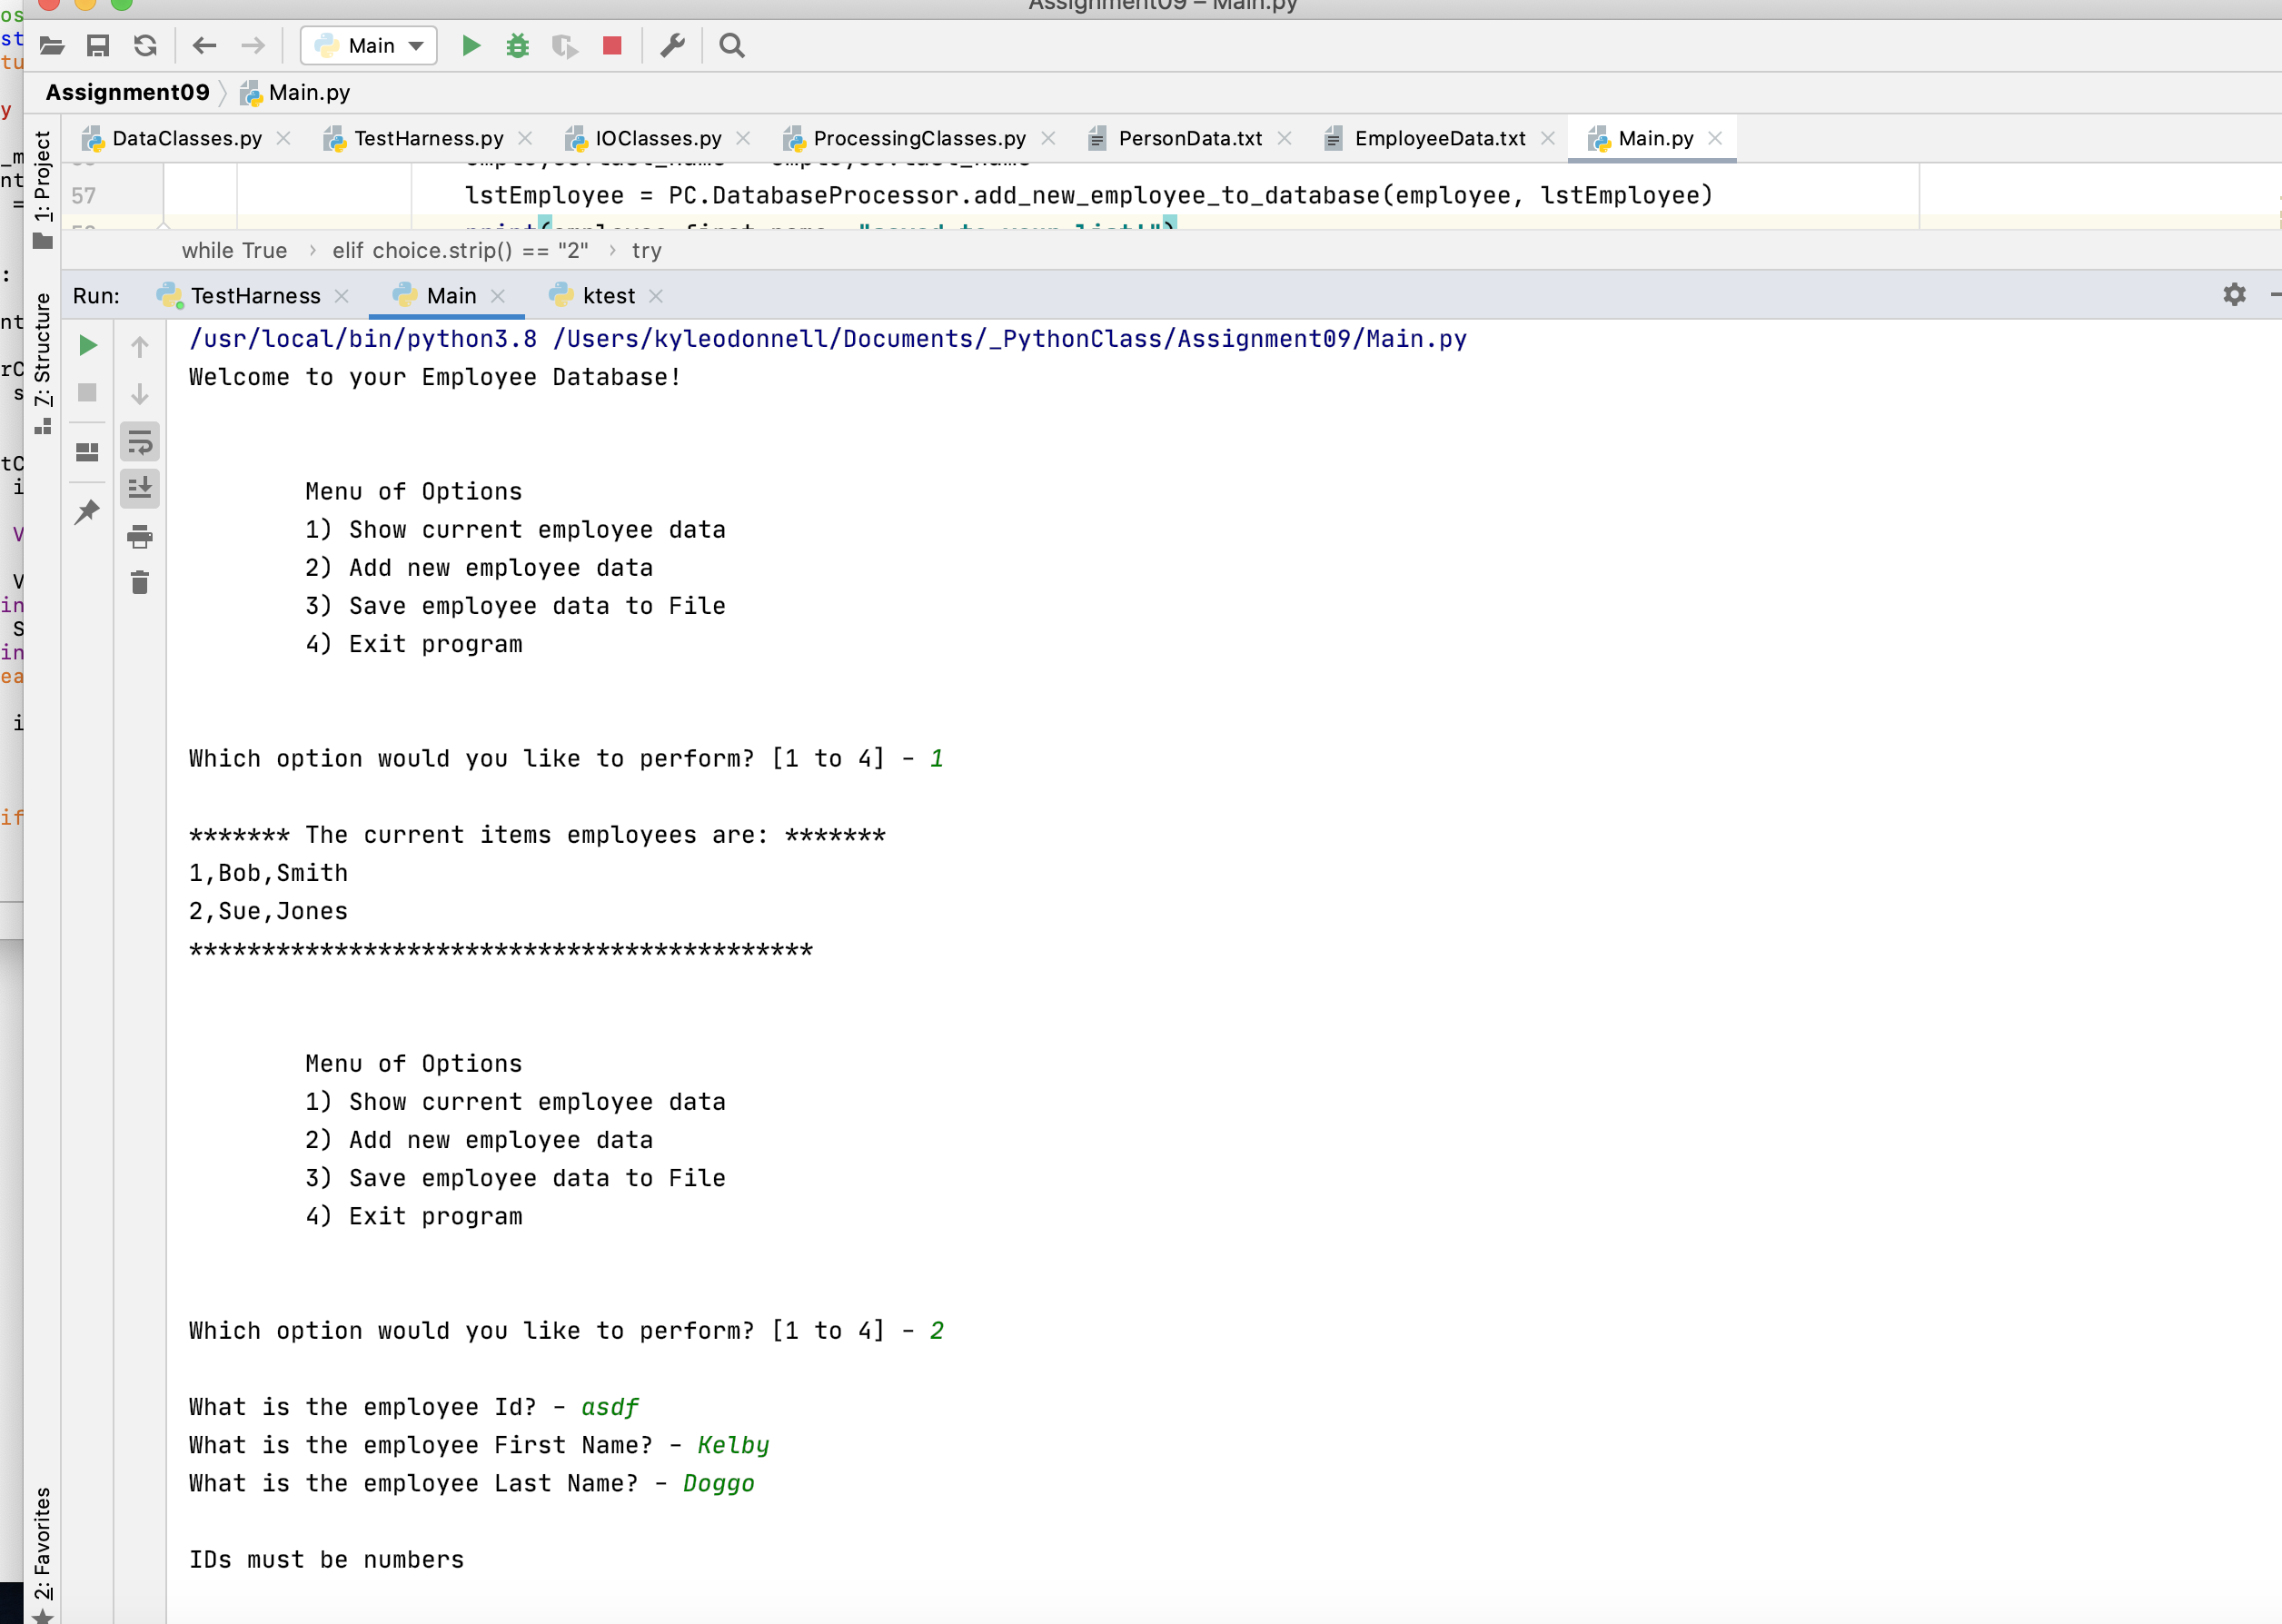 Assignment09 – Main.py
Main
Assignment09 Main.py
DataClasses.py TestHarness.py IOClasses.py ProcessingClasses.py PersonData.txt EmployeeData.txt Main.py
57 lstEmployee = PC.DatabaseProcessor.add_new_employee_to_database(employee, lstEmployee)
while True › elif choice.strip() == "2" › try
Run: TestHarness Main ktest
1: Project
7: Structure
2: Favorites
/usr/local/bin/python3.8 /Users/kyleodonnell/Documents/_PythonClass/Assignment09/Main.py
Welcome to your Employee Database!
Menu of Options
1) Show current employee data
2) Add new employee data
3) Save employee data to File
4) Exit program
Which option would you like to perform? [1 to 4] - 1
******* The current items employees are: *******
1,Bob,Smith
2,Sue,Jones
*******************************************
Menu of Options
1) Show current employee data
2) Add new employee data
3) Save employee data to File
4) Exit program
Which option would you like to perform? [1 to 4] - 2
What is the employee Id? - asdf
What is the employee First Name? - Kelby
What is the employee Last Name? - Doggo
IDs must be numbers